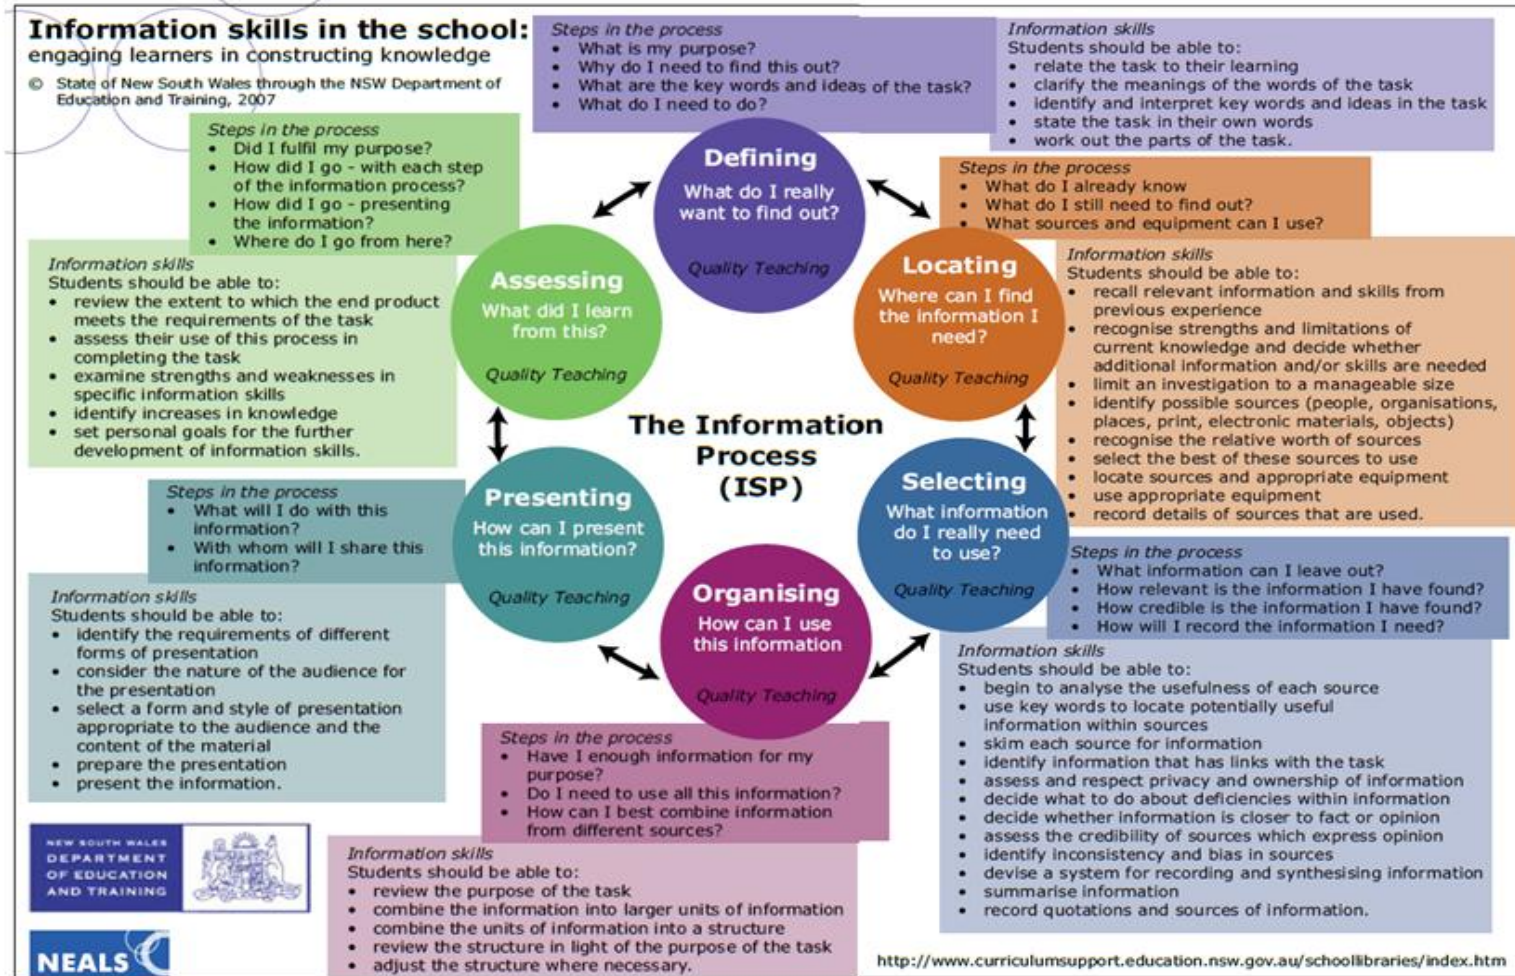 Information skills in the school:
engaging learners in constructing knowledge
© State of New South Wales through the NSW Department of
Education and Training, 2007
Steps in the process
• What is my purpose?
• Why do I need to find this out?
• What are the key words and ideas of the task?
• What do I need to do?
Information skills
Students should be able to:
• relate the task to their learning
• clarify the meanings of the words of the task
• identify and interpret key words and ideas in the task
• state the task in their own words
• work out the parts of the task.
Defining
What do I really
want to find out?
Quality Teaching
Steps in the process
• What do I already know
• What do I still need to find out?
• What sources and equipment can I use?
Locating
Where can I find
the information I
need?
Quality Teaching
Information skills
Students should be able to:
• recall relevant information and skills from
previous experience
• recognise strengths and limitations of
current knowledge and decide whether
additional information and/or skills are needed
• limit an investigation to a manageable size
• identify possible sources (people, organisations,
places, print, electronic materials, objects)
• recognise the relative worth of sources
• select the best of these sources to use
• locate sources and appropriate equipment
• use appropriate equipment
• record details of sources that are used.
Selecting
What information
do I really need
to use?
Quality Teaching
Steps in the process
• What information can I leave out?
• How relevant is the information I have found?
• How credible is the information I have found?
• How will I record the information I need?
Information skills
Students should be able to:
• begin to analyse the usefulness of each source
• use key words to locate potentially useful
information within sources
• skim each source for information
• identify information that has links with the task
• assess and respect privacy and ownership of information
• decide what to do about deficiencies within information
• decide whether information is closer to fact or opinion
• assess the credibility of sources which express opinion
• identify inconsistency and bias in sources
• devise a system for recording and synthesising information
• summarise information
• record quotations and sources of information.
Organising
How can I use
this information
Quality Teaching
Steps in the process
• Have I enough information for my
purpose?
• Do I need to use all this information?
• How can I best combine information
from different sources?
Information skills
Students should be able to:
• review the purpose of the task
• combine the information into larger units of information
• combine the units of information into a structure
• review the structure in light of the purpose of the task
• adjust the structure where necessary.
Presenting
How can I present
this information?
Quality Teaching
Steps in the process
• What will I do with this
information?
• With whom will I share this
information?
Information skills
Students should be able to:
• identify the requirements of different
forms of presentation
• consider the nature of the audience for
the presentation
• select a form and style of presentation
appropriate to the audience and the
content of the material
• prepare the presentation
• present the information.
Assessing
What did I learn
from this?
Quality Teaching
Steps in the process
• Did I fulfil my purpose?
• How did I go - with each step
of the information process?
• How did I go - presenting
the information?
• Where do I go from here?
Information skills
Students should be able to:
• review the extent to which the end product
meets the requirements of the task
• assess their use of this process in
completing the task
• examine strengths and weaknesses in
specific information skills
• identify increases in knowledge
• set personal goals for the further
development of information skills.
The Information
Process
(ISP)
NEW SOUTH WALES
DEPARTMENT
OF EDUCATION
AND TRAINING
NEALS
http://www.curriculumsupport.education.nsw.gov.au/schoollibraries/index.htm